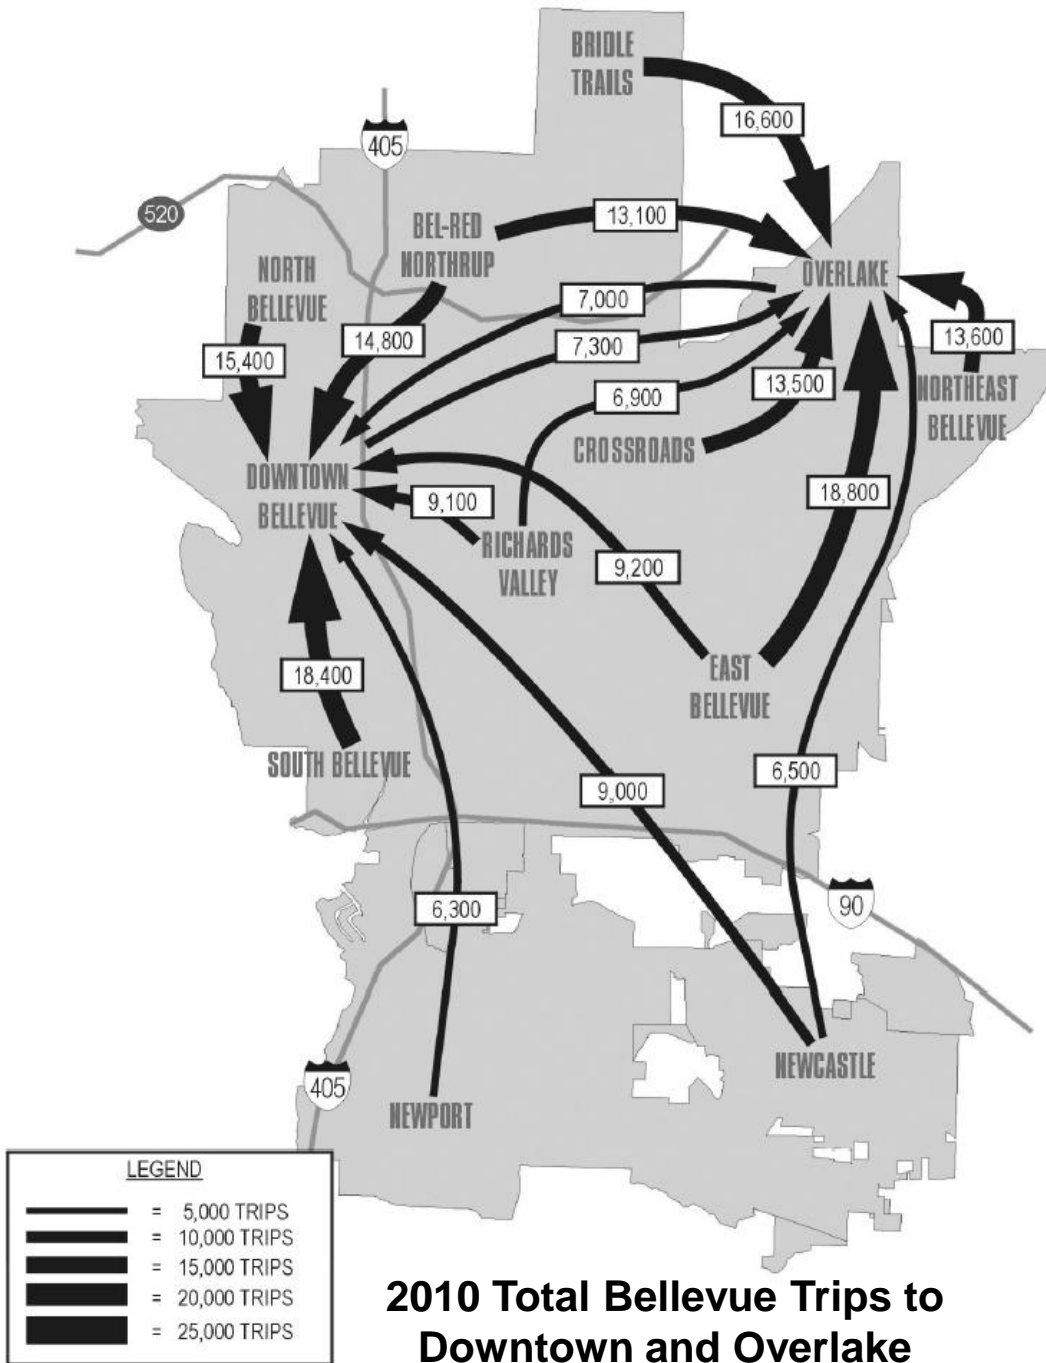 BRIDLE
TRAILS
16,600
405
520
BEL-RED
NORTHRUP
13,100
NORTH
BELLEVUE
OVERLAKE
7,000
14,800
7,300
15,400
13,600
6,900
13,500
NORTHEAST
BELLEVUE
CROSSROADS
DOWNTOWN
BELLEVUE
9,100
18,800
RICHARDS
VALLEY
9,200
18,400
EAST
BELLEVUE
SOUTH BELLEVUE
6,500
9,000
6,300
90
NEWCASTLE
405
NEWPORT
LEGEND
= 5,000 TRIPS
= 10,000 TRIPS
= 15,000 TRIPS
= 20,000 TRIPS
= 25,000 TRIPS
2010 Total Bellevue Trips to
Downtown and Overlake